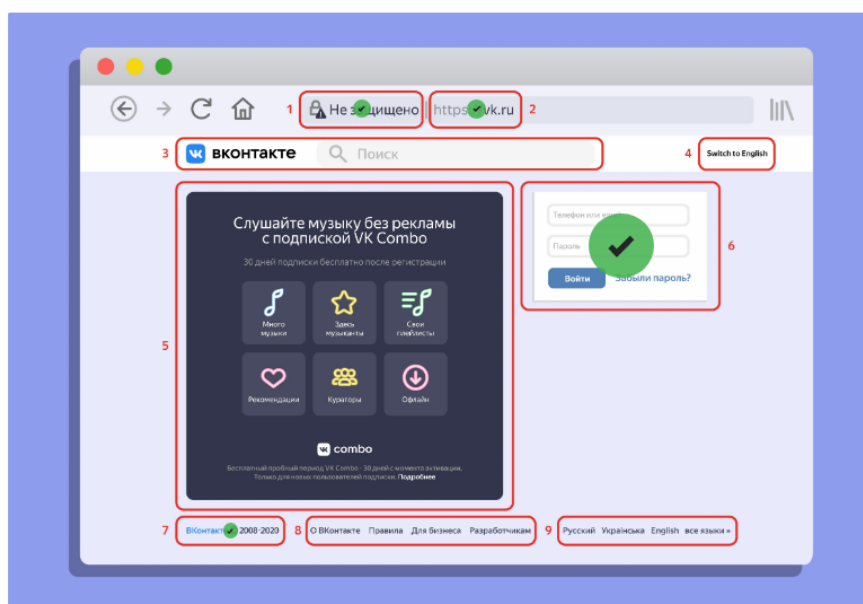 1 Не защищено https vk.ru 2
3 вконтакте Поиск 4 Switch to English
Слушайте музыку без рекламы
с подпиской VK Combo
30 дней подписки бесплатно после регистрации
Много
музыки
Здесь
музыканты
Свои
плейлисты
Рекомендации Кураторы Офлайн
combo
Бесплатный пробный период VK Combo - 30 дней с момента активации.
Только для новых пользователей подписки. Подробнее
5
Телефон или email
Пароль
Войти Забыли пароль?
6
7 ВКонтакте 2008-2020 8 О ВКонтакте Правила Для бизнеса Разработчикам 9 Русский Українська English все языки »